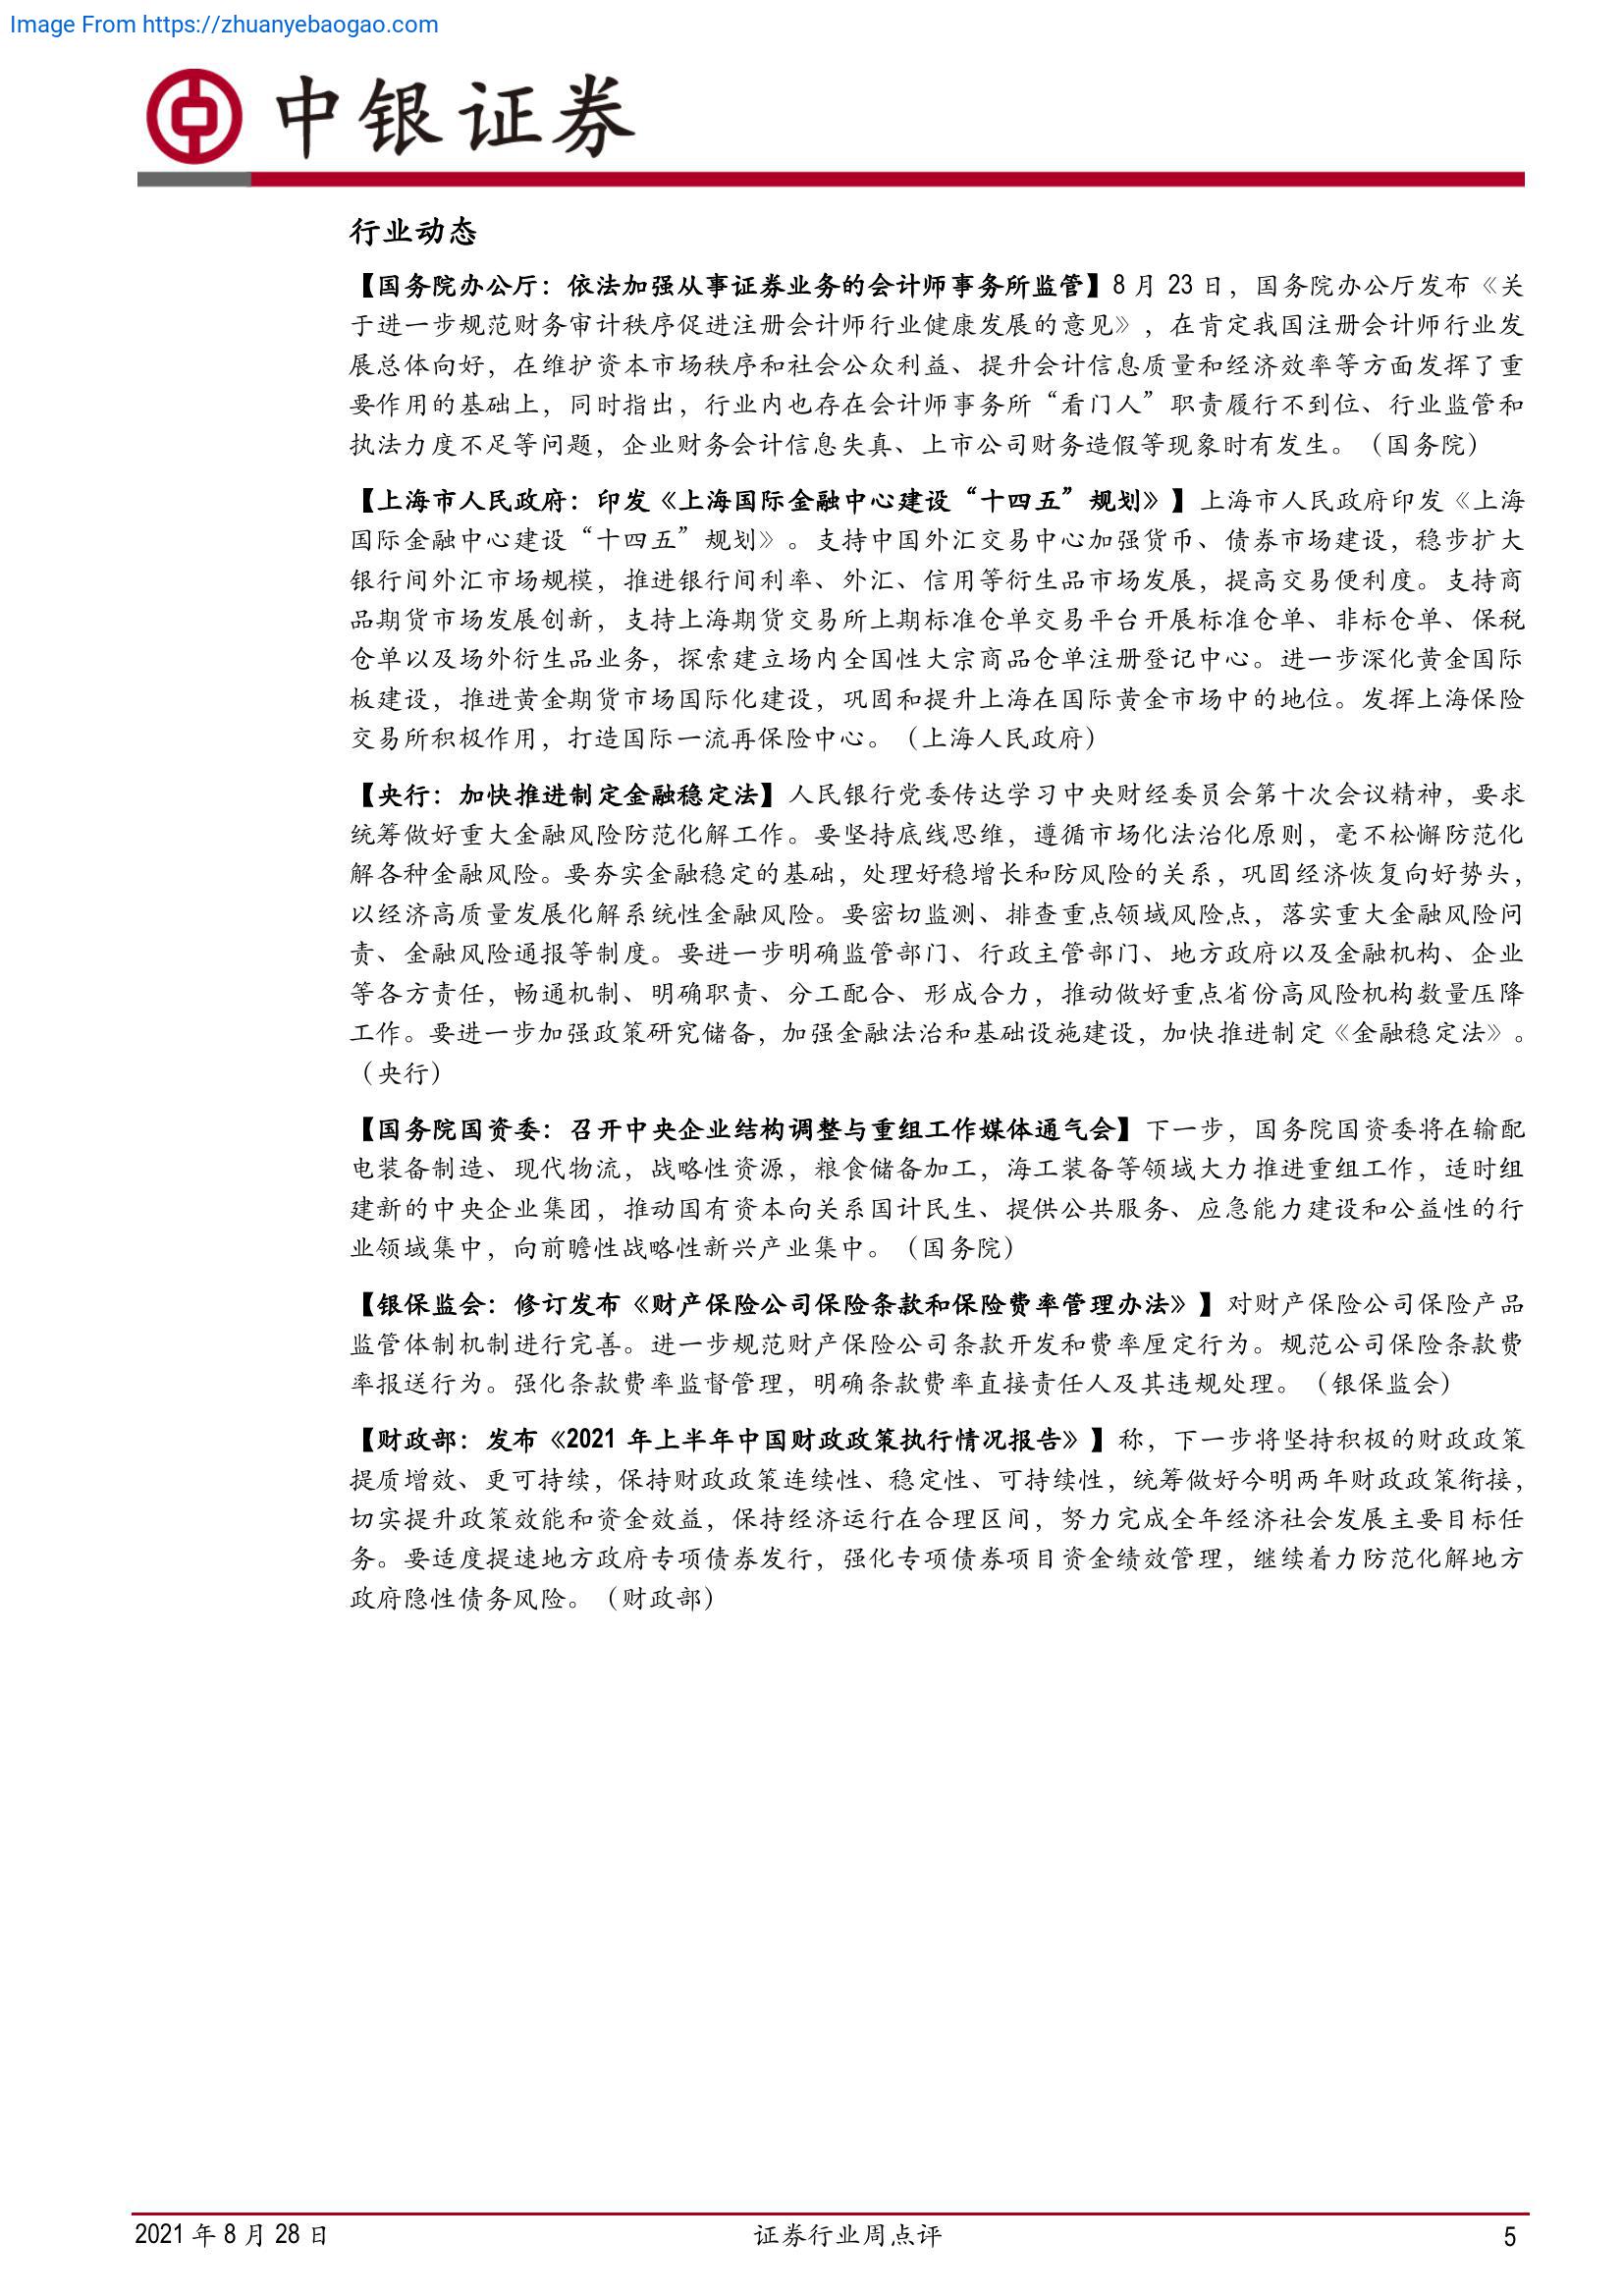 Image From https://zhuanyebaogao.com
中银证券
行业动态
【国务院办公厅：依法加强从事证券业务的会计师事务所监管】8 月 23 日，国务院办公厅发布《关
于进一步规范财务审计秩序促进注册会计师行业健康发展的意见》，在肯定我国注册会计师行业发
展总体向好，在维护资本市场秩序和社会公众利益、提升会计信息质量和经济效率等方面发挥了重
要作用的基础上，同时指出，行业内也存在会计师事务所“看门人”职责履行不到位、行业监管和
执法力度不足等问题，企业财务会计信息失真、上市公司财务造假等现象时有发生。（国务院）
【上海市人民政府：印发《上海国际金融中心建设“十四五”规划》】上海市人民政府印发《上海
国际金融中心建设“十四五”规划》。支持中国外汇交易中心加强货币、债券市场建设，稳步扩大
银行间外汇市场规模，推进银行间利率、外汇、信用等衍生品市场发展，提高交易便利度。支持商
品期货市场发展创新，支持上海期货交易所上期标准仓单交易平台开展标准仓单、非标仓单、保税
仓单以及场外衍生品业务，探索建立场内全国性大宗商品仓单注册登记中心。进一步深化黄金国际
板建设，推进黄金期货市场国际化建设，巩固和提升上海在国际黄金市场中的地位。发挥上海保险
交易所积极作用，打造国际一流再保险中心。（上海人民政府）
【央行：加快推进制定金融稳定法】人民银行党委传达学习中央财经委员会第十次会议精神，要求
统筹做好重大金融风险防范化解工作。要坚持底线思维，遵循市场化法治化原则，毫不松懈防范化
解各种金融风险。要夯实金融稳定的基础，处理好稳增长和防风险的关系，巩固经济恢复向好势头，
以经济高质量发展化解系统性金融风险。要密切监测、排查重点领域风险点，落实重大金融风险问
责、金融风险通报等制度。要进一步明确监管部门、行政主管部门、地方政府以及金融机构、企业
等各方责任，畅通机制、明确职责、分工配合、形成合力，推动做好重点省份高风险机构数量压降
工作。要进一步加强政策研究储备，加强金融法治和基础设施建设，加快推进制定《金融稳定法》。
（央行）
【国务院国资委：召开中央企业结构调整与重组工作媒体通气会】下一步，国务院国资委将在输配
电装备制造、现代物流，战略性资源，粮食储备加工，海工装备等领域大力推进重组工作，适时组
建新的中央企业集团，推动国有资本向关系国计民生、提供公共服务、应急能力建设和公益性的行
业领域集中，向前瞻性战略性新兴产业集中。（国务院）
【银保监会：修订发布《财产保险公司保险条款和保险费率管理办法》】对财产保险公司保险产品
监管体制机制进行完善。进一步规范财产保险公司条款开发和费率厘定行为。规范公司保险条款费
率报送行为。强化条款费率监督管理，明确条款费率直接责任人及其违规处理。（银保监会）
【财政部：发布《2021 年上半年中国财政政策执行情况报告》】称，下一步将坚持积极的财政政策
提质增效、更可持续，保持财政政策连续性、稳定性、可持续性，统筹做好今明两年财政政策衔接，
切实提升政策效能和资金效益，保持经济运行在合理区间，努力完成全年经济社会发展主要目标任
务。要适度提速地方政府专项债券发行，强化专项债券项目资金绩效管理，继续着力防范化解地方
政府隐性债务风险。（财政部）
2021 年 8 月 28 日
证券行业周点评
5